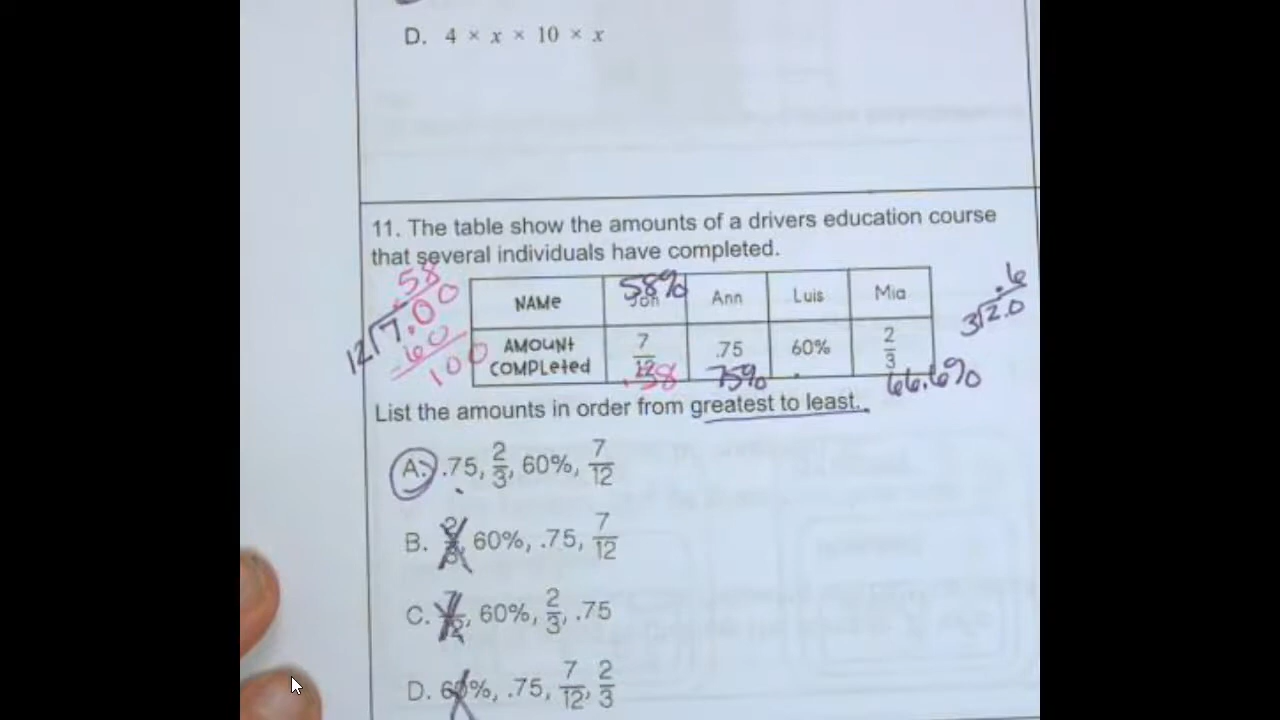 D. 4 × x × 10 × x
11. The table show the amounts of a drivers education course
that several individuals have completed.
NAME Jon Ann Luis Mia
58%
AMOUNT COMPLETED 7/12 .75 60% 2/3
.58 75% 66.6%
.58
12 7.00
-60
100
.6
3 2.0
List the amounts in order from greatest to least.
A. .75, 2/3, 60%, 7/12
B. 2/3, 60%, .75, 7/12
C. 7/12, 60%, 2/3, .75
D. 60%, .75, 7/12, 2/3